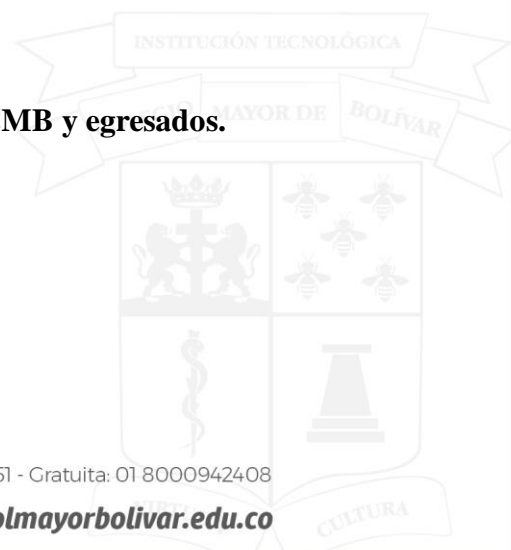 INSTITUCIÓN TECNOLÓGICA
MAYOR DE BOLÍVAR
MB y egresados.
51 - Gratuita: 01 8000942408
olmayorbolivar.edu.co
CULTURA